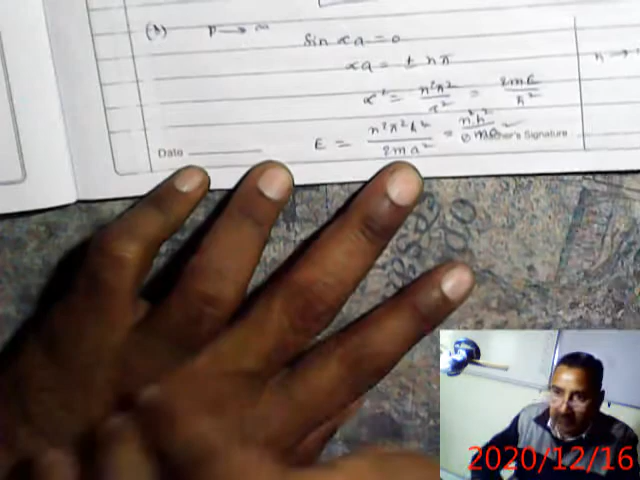 (3) P → ∞ Sin αa = 0
αa = ± nπ
α² = n²π²/a² = 2mE/ħ²
E = n²π²ħ²/2ma² = n²h²/8ma²
Teacher's Signature
Date
2020/12/16